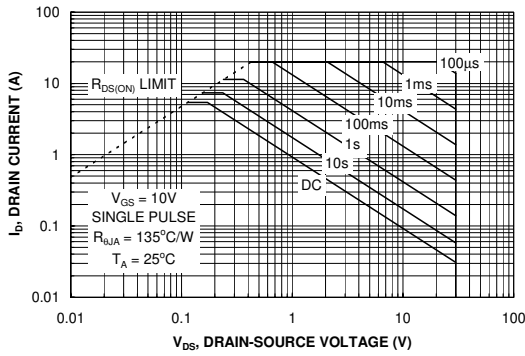 100
10
1
0.1
0.01
I_D, DRAIN CURRENT (A)
R_DS(ON) LIMIT
100µs
1ms
10ms
100ms
1s
10s
DC
V_GS = 10V
SINGLE PULSE
R_θJA = 135°C/W
T_A = 25°C
0.01 0.1 1 10 100
V_DS, DRAIN-SOURCE VOLTAGE (V)